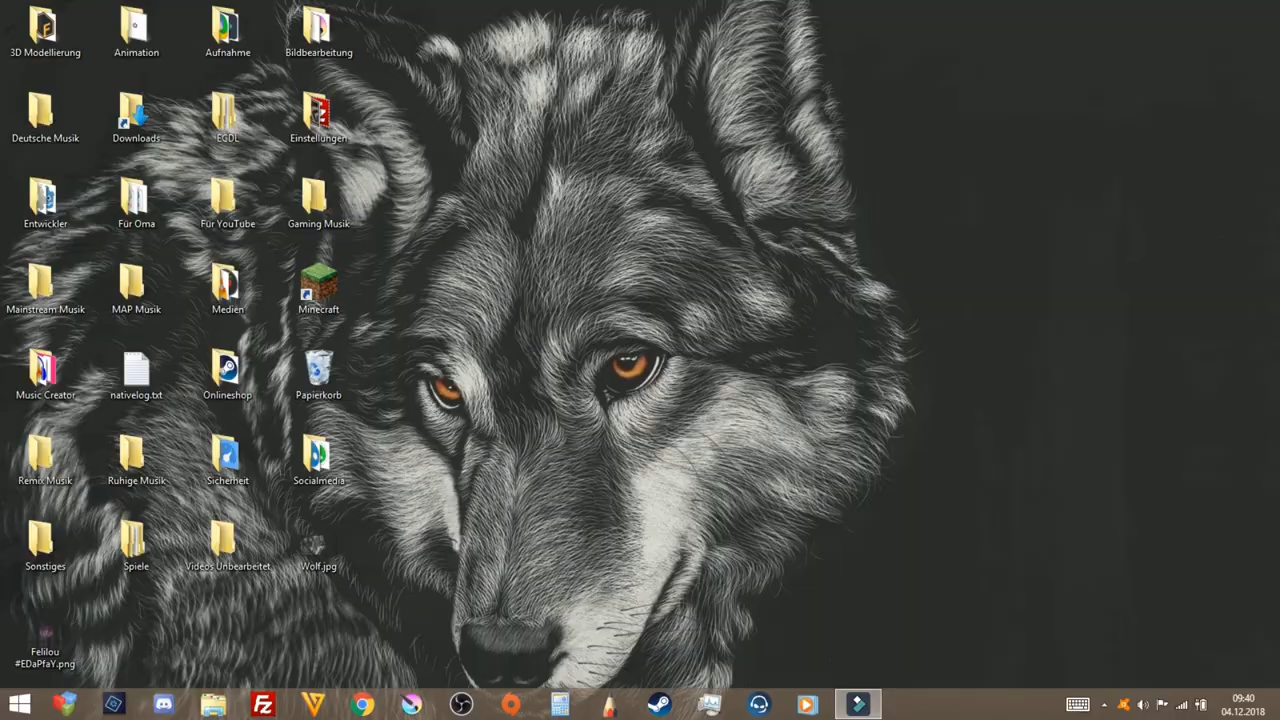 3D Modellierung
Animation
Aufnahme
Bildbearbeitung
Deutsche Musik
Downloads
ECDL
Einstellungen
Entwickler
Für Oma
Für YouTube
Gaming Musik
Mainstream Musik
MAP Musik
Medien
Minecraft
Music Creator
nativelog.txt
Onlineshop
Papierkorb
Remix Musik
Ruhige Musik
Sicherheit
Socialmedia
Sonstiges
Spiele
Videos Unbearbeitet
Wolf.jpg
Felilou
#EDaPfaY.png
Fz
09:40
04.12.2018